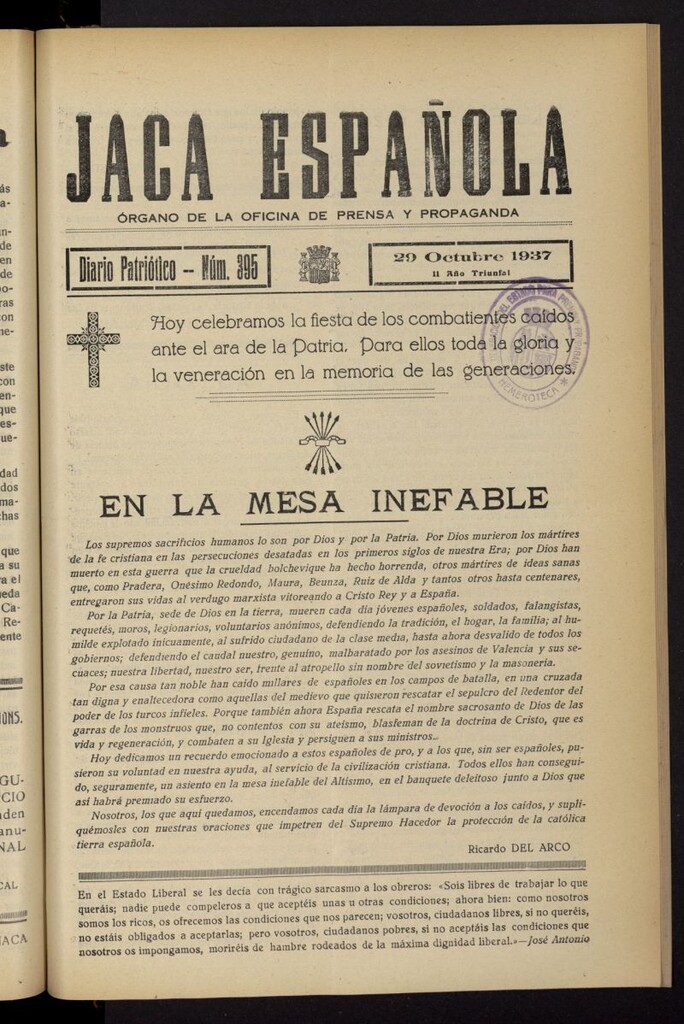 JACA ESPAÑOLA
ÓRGANO DE LA OFICINA DE PRENSA Y PROPAGANDA
Diario Patriótico -- Núm. 395
29 Octubre 1937
II Año Triunfal
Hoy celebramos la fiesta de los combatientes caídos
ante el ara de la Patria. Para ellos toda la gloria y
la veneración en la memoria de las generaciones.
HEMEROTECA
EN LA MESA INEFABLE
Los supremos sacrificios humanos lo son por Dios y por la Patria. Por Dios murieron los mártires
de la fe cristiana en las persecuciones desatadas en los primeros siglos de nuestra Era; por Dios han
muerto en esta guerra que la crueldad bolchevique ha hecho horrenda, otros mártires de ideas sanas
que, como Pradera, Onésimo Redondo, Maura, Beunza, Ruiz de Alda y tantos otros hasta centenares,
entregaron sus vidas al verdugo marxista vitoreando a Cristo Rey y a España.
Por la Patria, sede de Dios en la tierra, mueren cada día jóvenes españoles, soldados, falangistas,
requetés, moros, legionarios, voluntarios anónimos, defendiendo la tradición, el hogar, la familia; al hu-
milde explotado inicuamente, al sufrido ciudadano de la clase media, hasta ahora desvalido de todos los
gobiernos; defendiendo el caudal nuestro, genuino, malbaratado por los asesinos de Valencia y sus se-
cuaces; nuestra libertad, nuestro ser, frente al atropello sin nombre del sovietismo y la masonería.
Por esa causa tan noble han caído millares de españoles en los campos de batalla, en una cruzada
tan digna y enaltecedora como aquellas del medievo que quisieron rescatar el sepulcro del Redentor del
poder de los turcos infieles. Porque también ahora España rescata el nombre sacrosanto de Dios de las
garras de los monstruos que, no contentos con su ateísmo, blasfeman de la doctrina de Cristo, que es
vida y regeneración, y combaten a su Iglesia y persiguen a sus ministros..
Hoy dedicamos un recuerdo emocionado a estos españoles de pro, y a los que, sin ser españoles, pu-
sieron su voluntad en nuestra ayuda, al servicio de la civilización cristiana. Todos ellos han consegui-
do, seguramente, un asiento en la mesa inefable del Altísimo, en el banquete deleitoso junto a Dios que
así habrá premiado su esfuerzo.
Nosotros, los que aquí quedamos, encendamos cada día la lámpara de devoción a los caídos, y supli-
quémosles con nuestras oraciones que impetren del Supremo Hacedor la protección de la católica
tierra española.
Ricardo DEL ARCO
En el Estado Liberal se les decía con trágico sarcasmo a los obreros: «Sois libres de trabajar lo que
queráis; nadie puede compeleros a que aceptéis unas u otras condiciones; ahora bien: como nosotros
somos los ricos, os ofrecemos las condiciones que nos parecen; vosotros, ciudadanos libres, si no queréis,
no estáis obligados a aceptarlas; pero vosotros, ciudadanos pobres, si no aceptáis las condiciones que
nosotros os impongamos, moriréis de hambre rodeados de la máxima dignidad liberal.»—José Antonio